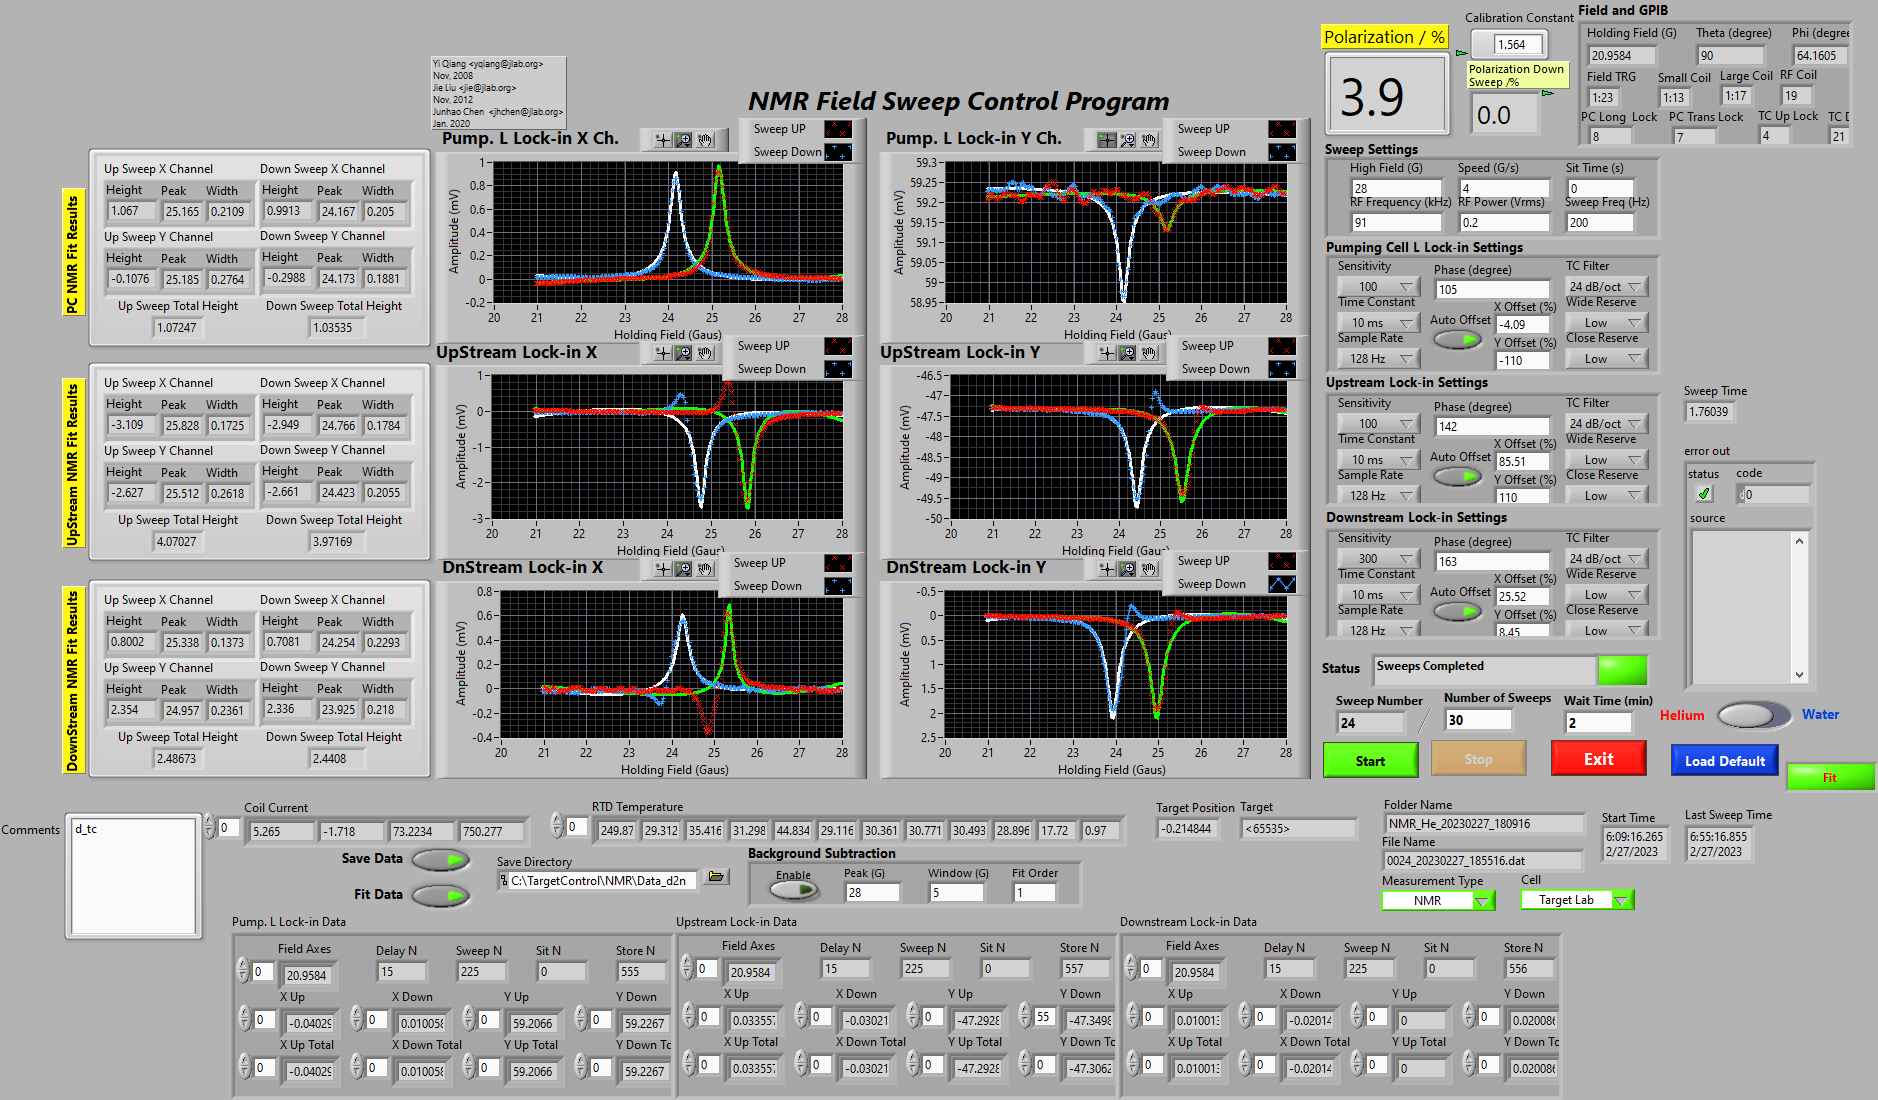 Yi Qiang <yqiang@jlab.org>
Nov, 2008
Jie Liu <jie@jlab.org>
Nov, 2012
Junhao Chen <jhchen@jlab.org>
Jan. 2020
NMR Field Sweep Control Program
Polarization / %
3.9
Calibration Constant
1.564
Polarization Down
Sweep /%
0.0
Field and GPIB
Holding Field (G) Theta (degree) Phi (degree
20.9584 90 64.1605
Field TRG Small Coil Large Coil RF Coil
1:23 1:13 1:17 19
PC Long Lock PC Trans Lock TC Up Lock TC D
8 7 4 21
PC NMR Fit Results
Up Sweep X Channel Down Sweep X Channel
Height Peak Width Height Peak Width
1.067 25.165 0.2109 0.9913 24.167 0.205
Up Sweep Y Channel Down Sweep Y Channel
Height Peak Width Height Peak Width
-0.1076 25.185 0.2764 -0.2988 24.173 0.1881
Up Sweep Total Height Down Sweep Total Height
1.07247 1.03535
Pump. L Lock-in X Ch.
Sweep UP
Sweep Down
Amplitude (mV)
1
0.8
0.6
0.4
0.2
0
-0.2
20 21 22 23 24 25 26 27 28
Holding Field (Gaus)
Pump. L Lock-in Y Ch.
Sweep UP
Sweep Down
Amplitude (mV)
59.3
59.25
59.2
59.15
59.1
59.05
59
58.95
20 21 22 23 24 25 26 27 28
Holding Field (Gaus)
Sweep Settings
High Field (G) Speed (G/s) Sit Time (s)
28 4 0
RF Frequency (kHz) RF Power (Vrms) Sweep Freq (Hz)
91 0.2 200
Pumping Cell L Lock-in Settings
Sensitivity Phase (degree) TC Filter
100 105 24 dB/oct
Time Constant X Offset (%) Wide Reserve
10 ms Auto Offset -4.09 Low
Sample Rate Y Offset (%) Close Reserve
128 Hz -110 Low
UpStream NMR Fit Results
Up Sweep X Channel Down Sweep X Channel
Height Peak Width Height Peak Width
-3.109 25.828 0.1725 -2.949 24.766 0.1784
Up Sweep Y Channel Down Sweep Y Channel
Height Peak Width Height Peak Width
-2.627 25.512 0.2618 -2.661 24.423 0.2055
Up Sweep Total Height Down Sweep Total Height
4.07027 3.97169
UpStream Lock-in X
Sweep UP
Sweep Down
Amplitude (mV)
1
0
-1
-2
-3
20 21 22 23 24 25 26 27 28
Holding Field (Gaus)
UpStream Lock-in Y
Sweep UP
Sweep Down
Amplitude (mV)
-46.5
-47
-47.5
-48
-48.5
-49
-49.5
-50
20 21 22 23 24 25 26 27 28
Holding Field (Gaus)
Upstream Lock-in Settings
Sensitivity Phase (degree) TC Filter
100 142 24 dB/oct
Time Constant X Offset (%) Wide Reserve
10 ms Auto Offset 85.51 Low
Sample Rate Y Offset (%) Close Reserve
128 Hz 110 Low
Sweep Time
1.76039
error out
status code
0
source
DownStream NMR Fit Results
Up Sweep X Channel Down Sweep X Channel
Height Peak Width Height Peak Width
0.8002 25.338 0.1373 0.7081 24.254 0.2293
Up Sweep Y Channel Down Sweep Y Channel
Height Peak Width Height Peak Width
2.354 24.957 0.2361 2.336 23.925 0.218
Up Sweep Total Height Down Sweep Total Height
2.48673 2.4408
DnStream Lock-in X
Sweep UP
Sweep Down
Amplitude (mV)
0.8
0.6
0.4
0.2
0
-0.2
-0.4
20 21 22 23 24 25 26 27 28
Holding Field (Gaus)
DnStream Lock-in Y
Sweep UP
Sweep Down
Amplitude (mV)
-0.5
0
0.5
1
1.5
2
2.5
20 21 22 23 24 25 26 27 28
Holding Field (Gaus)
Downstream Lock-in Settings
Sensitivity Phase (degree) TC Filter
300 163 24 dB/oct
Time Constant X Offset (%) Wide Reserve
10 ms Auto Offset 25.52 Low
Sample Rate Y Offset (%) Close Reserve
128 Hz 8.45 Low
Status Sweeps Completed
Sweep Number Number of Sweeps Wait Time (min)
24 / 30 2
Helium Water
Start Stop Exit Load Default Fit
Comments
d_tc
Coil Current
0 5.265 -1.718 73.2234 750.277
RTD Temperature
0 249.87 29.312 35.416 31.298 44.834 29.116 30.361 30.771 30.493 28.896 17.72 0.97
Target Position Target
-0.214844 <65535>
Folder Name
NMR_He_20230227_180916
File Name
0024_20230227_185516.dat
Start Time Last Sweep Time
6:09:16.265 6:55:16.855
2/27/2023 2/27/2023
Measurement Type Cell
NMR Target Lab
Save Data
Fit Data
Save Directory
C:\TargetControl\NMR\Data_d2n
Background Subtraction
Enable Peak (G) Window (G) Fit Order
28 5 1
Pump. L Lock-in Data
Field Axes Delay N Sweep N Sit N Store N
0 20.9584 15 225 0 555
X Up X Down Y Up Y Down
0 -0.04029 0 0.010058 0 59.2066 0 59.2267
X Up Total X Down Total Y Up Total Y Down To
0 -0.04029 0 0.010058 0 59.2066 0 59.2267
Upstream Lock-in Data
Field Axes Delay N Sweep N Sit N Store N
0 20.9584 15 225 0 557
X Up X Down Y Up Y Down
0 0.033557 0 -0.03021 0 -47.2928 55 -47.3498
X Up Total X Down Total Y Up Total Y Down To
0 0.033557 0 -0.03021 0 -47.2928 0 -47.3062
Downstream Lock-in Data
Field Axes Delay N Sweep N Sit N Store N
0 20.9584 15 225 0 556
X Up X Down Y Up Y Down
0 0.010013 0 -0.02014 0 0 0 0.020086
X Up Total X Down Total Y Up Total Y Down To
0 0.010013 0 -0.02014 0 0 0 0.020086